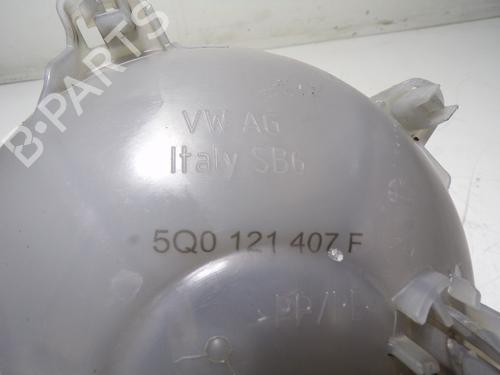 B-PARTS
VW AG
Italy SB6
5Q0 121 407 F